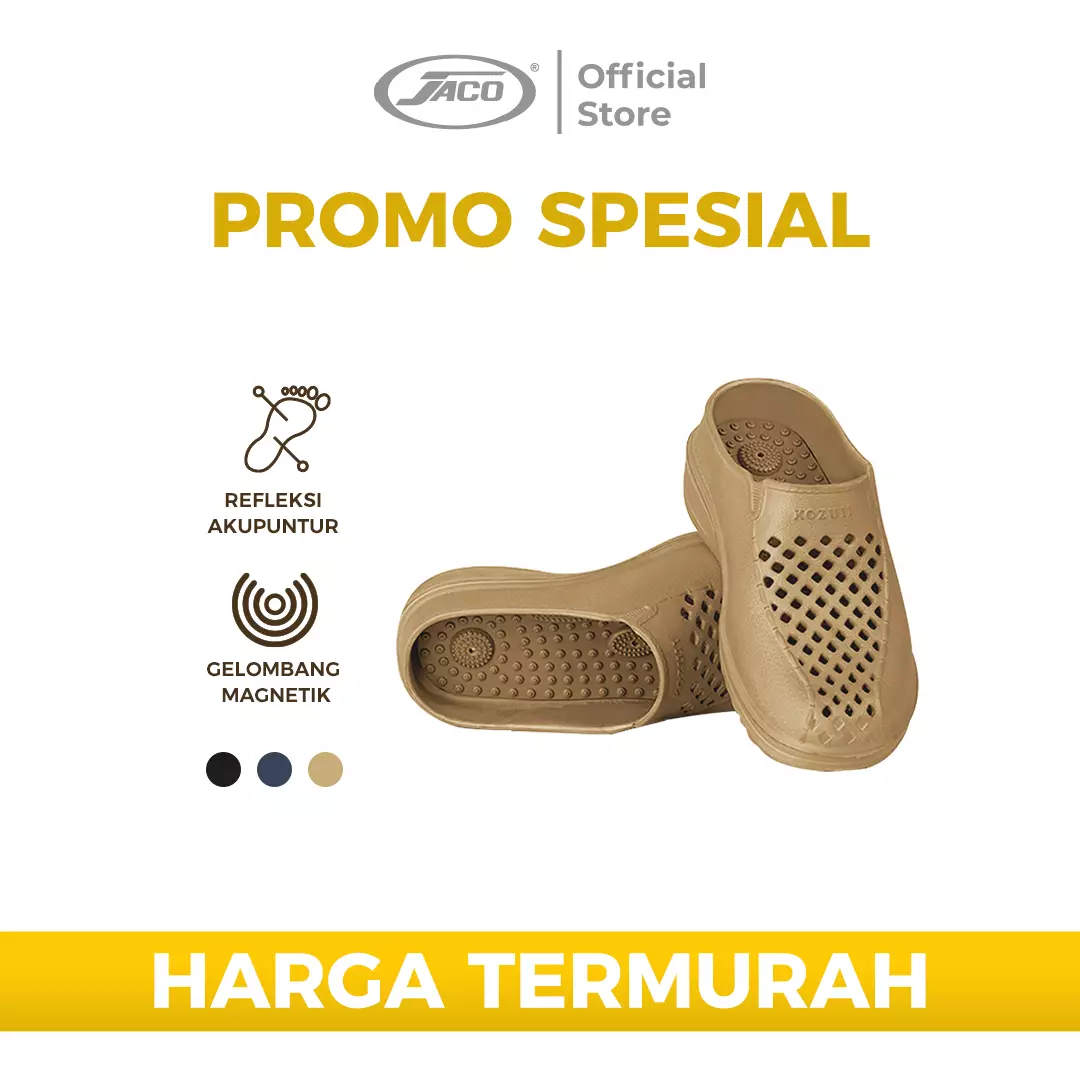 JACO®
Official
Store
PROMO SPESIAL
REFLEKSI
AKUPUNTUR
GELOMBANG
MAGNETIK
HARGA TERMURAH